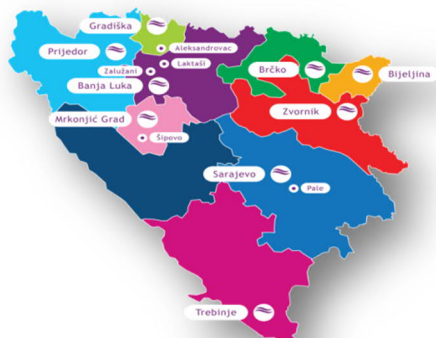 Gradiška
Aleksandrovac
Prijedor
Laktaši
Zalužani
Brčko
Bijeljina
Banja Luka
Zvornik
Mrkonjić Grad
Šipovo
Sarajevo
Pale
Trebinje